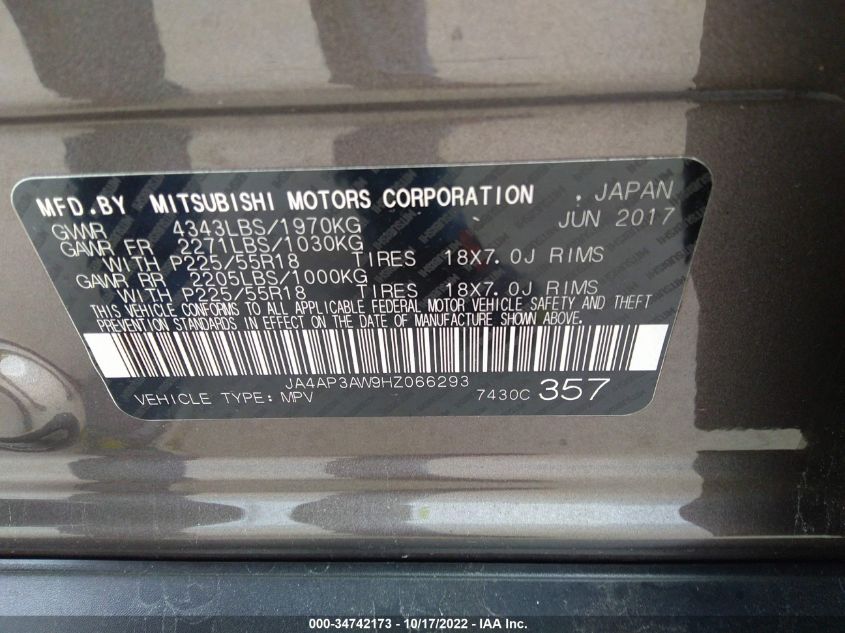 MFD.BY MITSUBISHI MOTORS CORPORATION . JAPAN
GVWR 4343LBS/1970KG JUN 2017
GAWR FR 2271LBS/1030KG
WITH P225/55R18 TIRES 18X7.0J RIMS
GAWR RR 2205LBS/1000KG
WITH P225/55R18 TIRES 18X7.0J RIMS
THIS VEHICLE CONFORMS TO ALL APPLICABLE FEDERAL MOTOR VEHICLE SAFETY AND THEFT
PREVENTION STANDARDS IN EFFECT ON THE DATE OF MANUFACTURE SHOWN ABOVE.
JA4AP3AW9HZ066293
VEHICLE TYPE: MPV 7430C 357
000-34742173 - 10/17/2022 - IAA Inc.